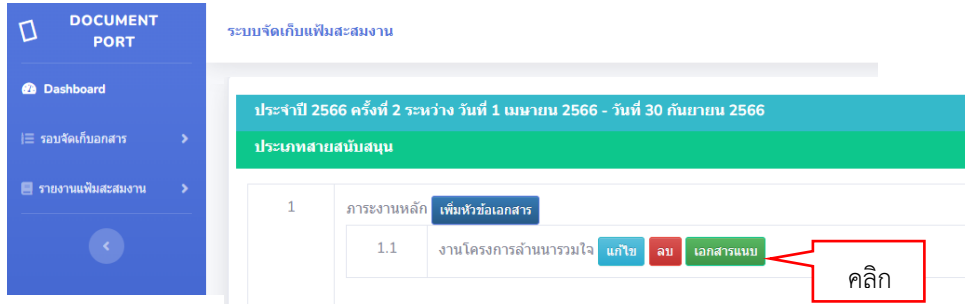 DOCUMENT
PORT
ระบบจัดเก็บแฟ้มสะสมงาน
Dashboard
รอบจัดเก็บอกสาร
รายงานแฟ้มสะสมงาน
ประจำปี 2566 ครั้งที่ 2 ระหว่าง วันที่ 1 เมษายน 2566 - วันที่ 30 กันยายน 2566
ประเภทสายสนับสนุน
1 ภาระงานหลัก เพิ่มหัวข้อเอกสาร
1.1 งานโครงการล้านนารวมใจ แก้ไข ลบ เอกสารแนบ
คลิก